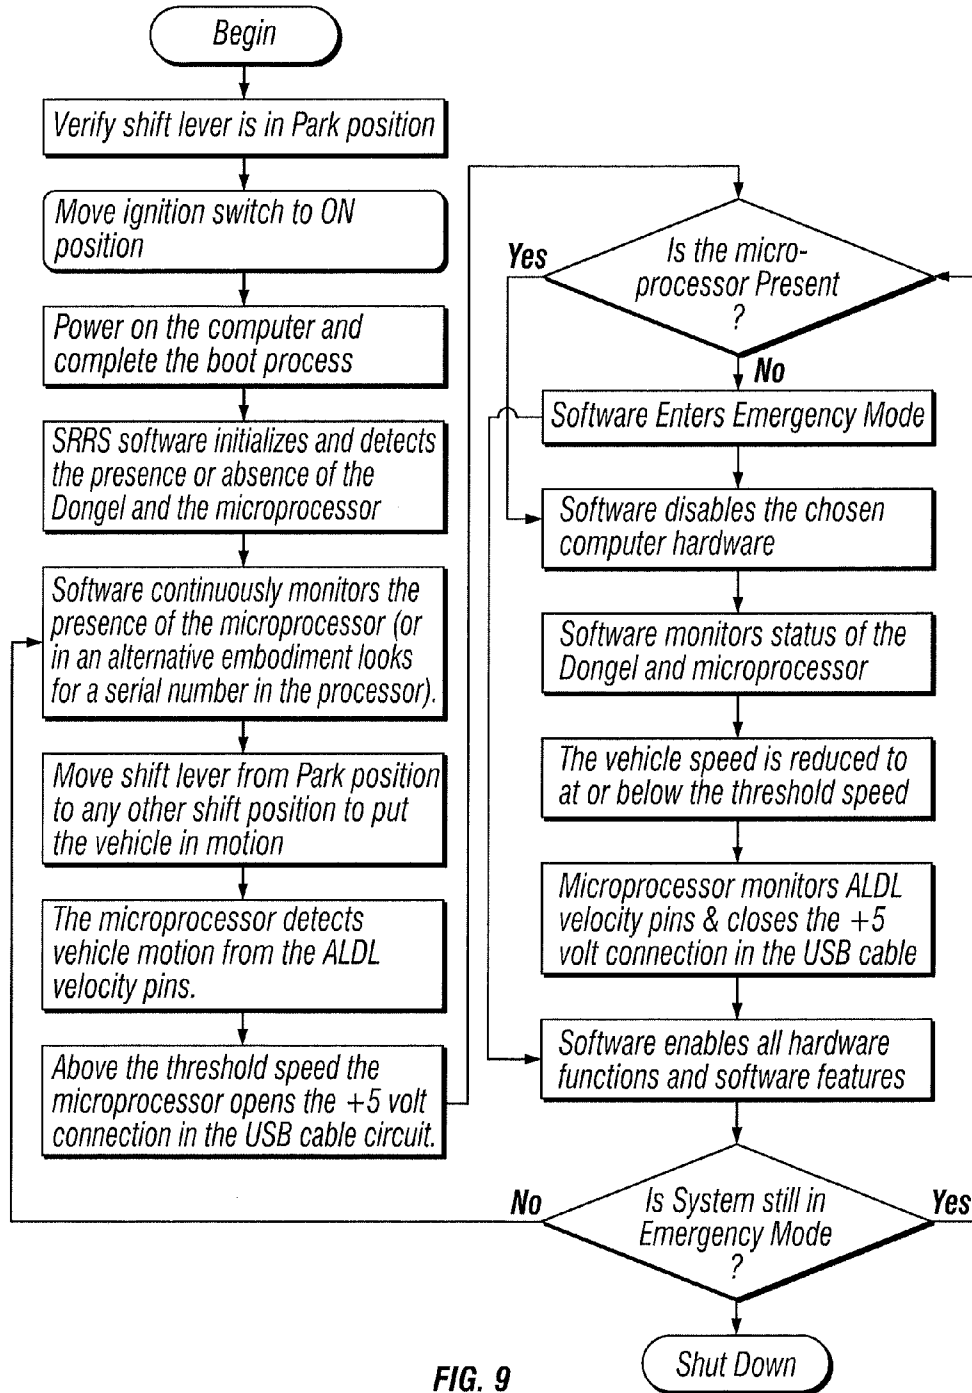 Begin
Verify shift lever is in Park position
Move ignition switch to ON
position
Power on the computer and
complete the boot process
SRRS software initializes and detects
the presence or absence of the
Dongel and the microprocessor
Software continuously monitors the
presence of the microprocessor (or
in an alternative embodiment looks
for a serial number in the processor).
Move shift lever from Park position
to any other shift position to put
the vehicle in motion
The microprocessor detects
vehicle motion from the ALDL
velocity pins.
Above the threshold speed the
microprocessor opens the +5 volt
connection in the USB cable circuit.
Is the micro-
processor Present
?
Yes
No
Software Enters Emergency Mode
Software disables the chosen
computer hardware
Software monitors status of the
Dongel and microprocessor
The vehicle speed is reduced to
at or below the threshold speed
Microprocessor monitors ALDL
velocity pins & closes the +5
volt connection in the USB cable
Software enables all hardware
functions and software features
Is System still in
Emergency Mode
?
No
Yes
Shut Down
FIG. 9